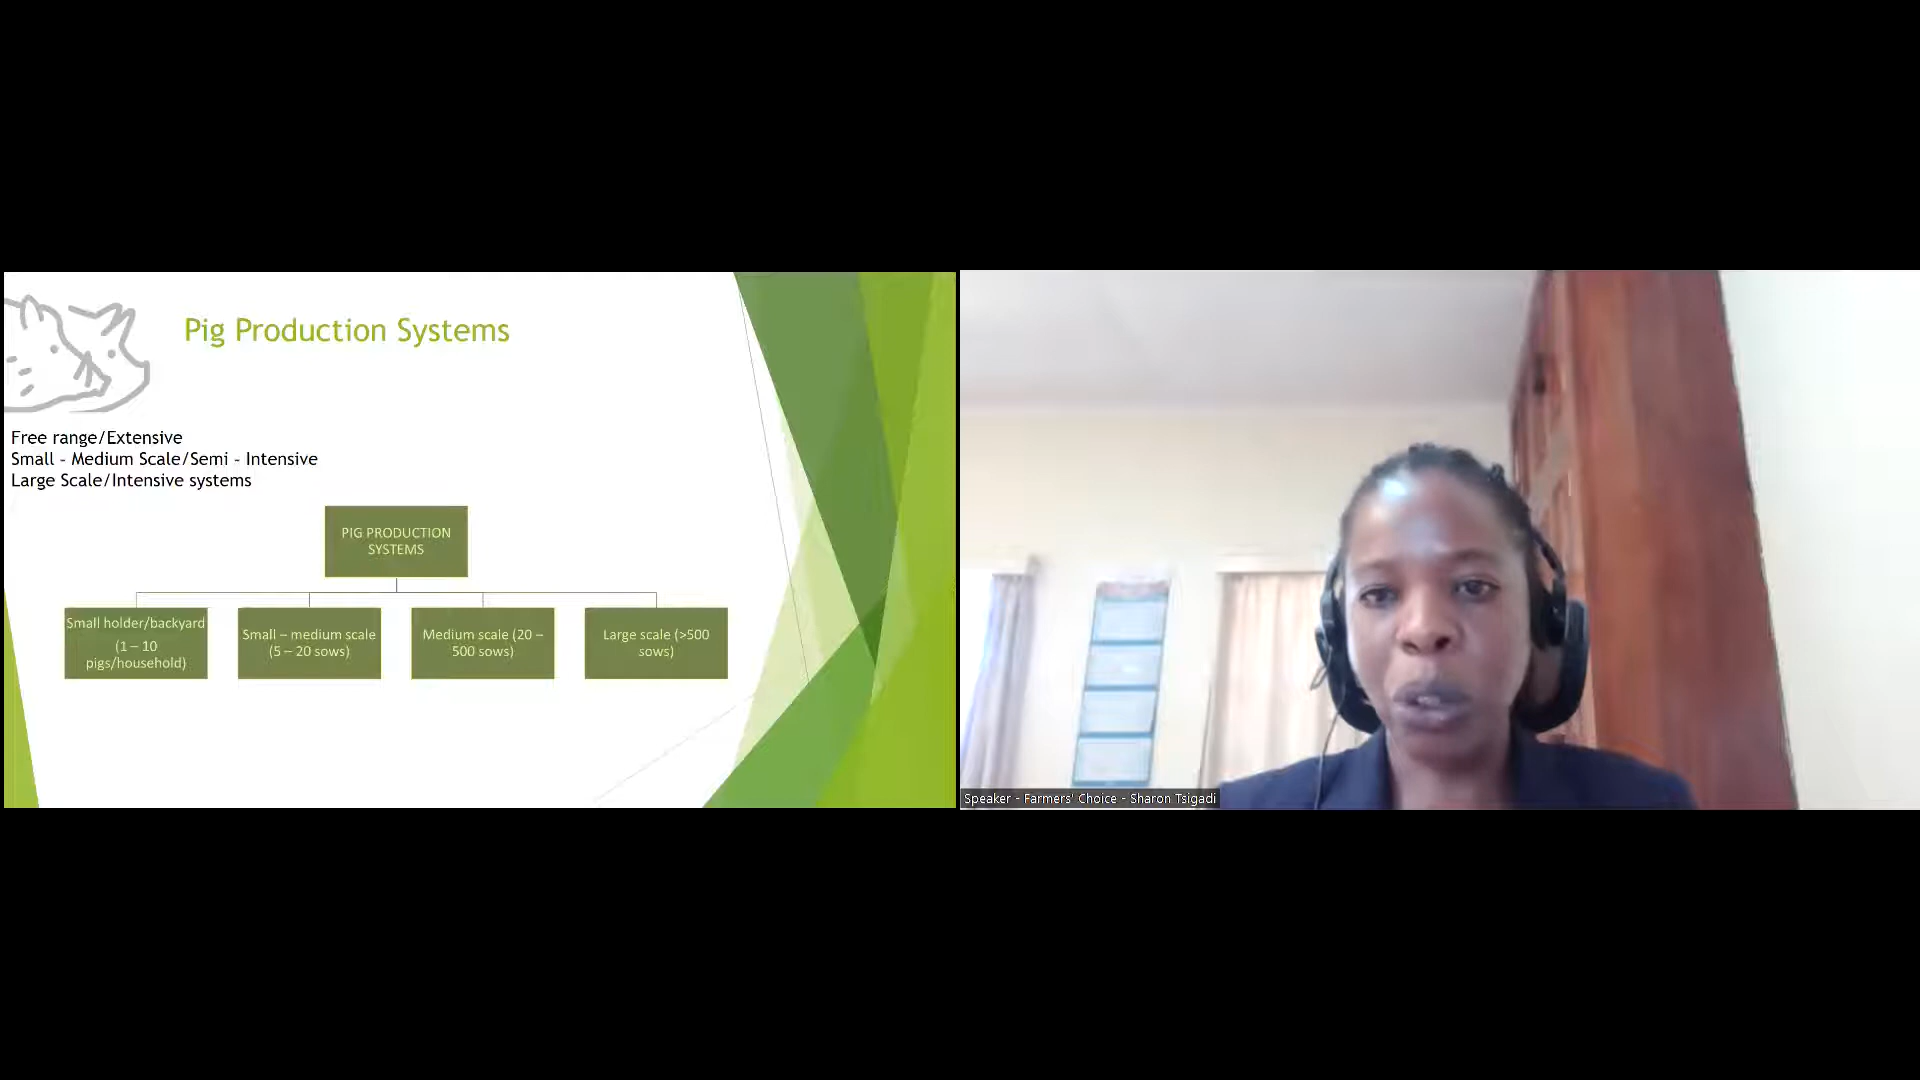 Pig Production Systems
Free range/Extensive
Small - Medium Scale/Semi - Intensive
Large Scale/Intensive systems
PIG PRODUCTION
SYSTEMS
Small holder/backyard
(1 – 10
pigs/household)
Small – medium scale
(5 – 20 sows)
Medium scale (20 –
500 sows)
Large scale (>500
sows)
Speaker - Farmers' Choice - Sharon Tsigadi